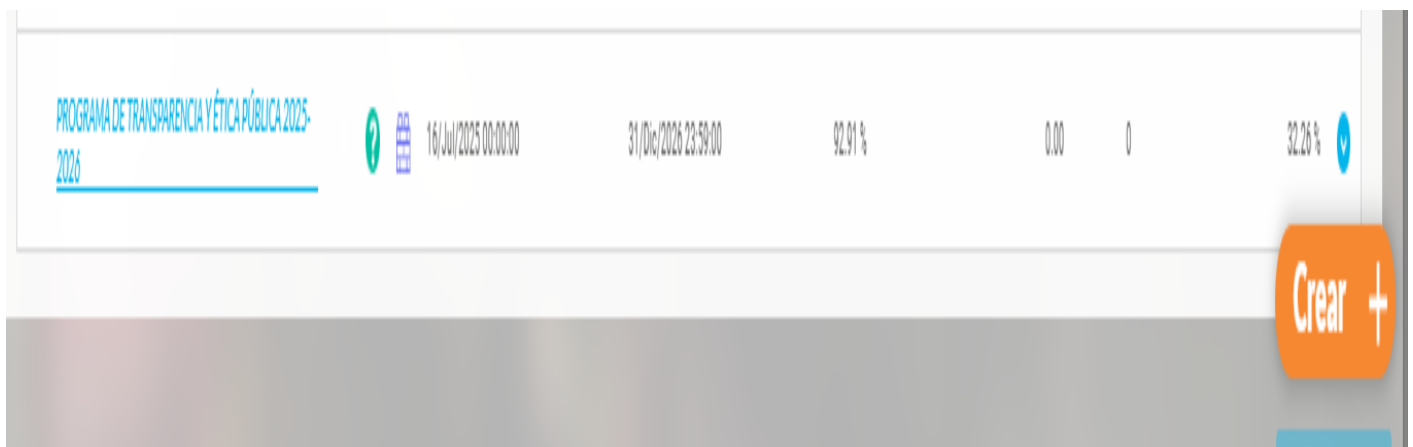 PROGRAMA DE TRANSPARENCIA Y ÉTICA PÚBLICA 2025-
2026
?
16/Jul/2025 00:00:00
31/Dic/2026 23:59:00
92.91 %
0.00
0
32.26 %
Crear +